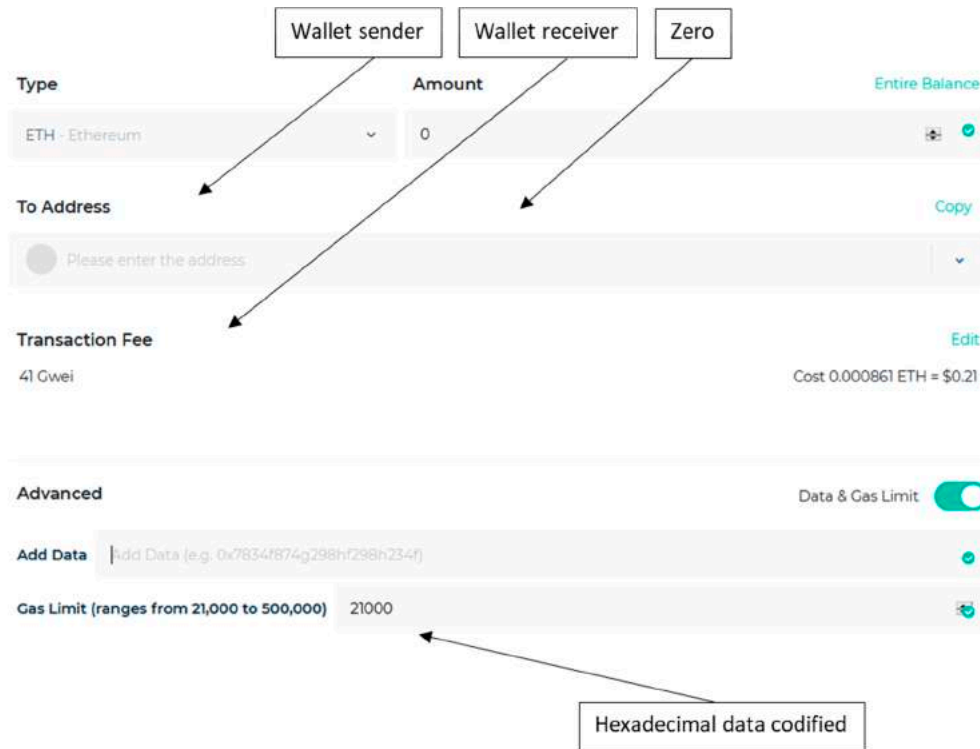 Wallet sender Wallet receiver Zero
Type Amount Entire Balance
ETH - Ethereum 0
To Address Copy
Please enter the address
Transaction Fee Edit
41 Gwei Cost 0.000861 ETH = $0.21
Advanced Data & Gas Limit
Add Data Add Data (e.g. 0x7834f874g298hf298h234f)
Gas Limit (ranges from 21,000 to 500,000) 21000
Hexadecimal data codified